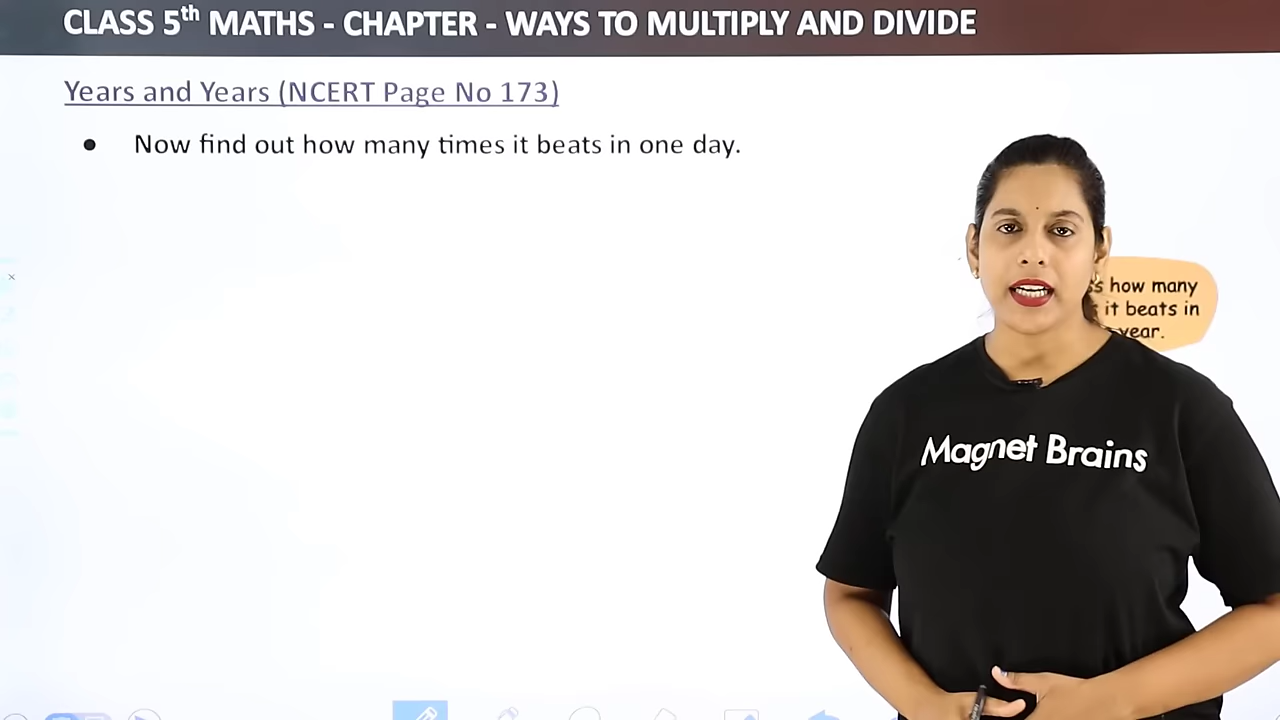 CLASS 5th MATHS - CHAPTER - WAYS TO MULTIPLY AND DIVIDE
Years and Years (NCERT Page No 173)
● Now find out how many times it beats in one day.
how many
it beats in
year.
Magnet Brains